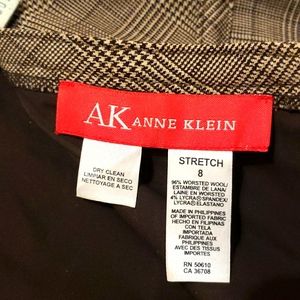 AK ANNE KLEIN
DRY CLEAN
LIMPIAR EN SECO
NETTOYAGE A SEC
STRETCH
8
96% WORSTED WOOL/
ESTAMBRE DE LANA/
LAINE EN WORSTED
4% LYCRA®SPANDEX/
LYCRA®ELASTANO
MADE IN PHILIPPINES
OF IMPORTED FABRIC
HECHO EN FILIPINAS
CON TELA
IMPORTADA
FABRIQUE AUX
PHILIPPINES
AVEC DES TISSUS
IMPORTES
RN 50610
CA 36708